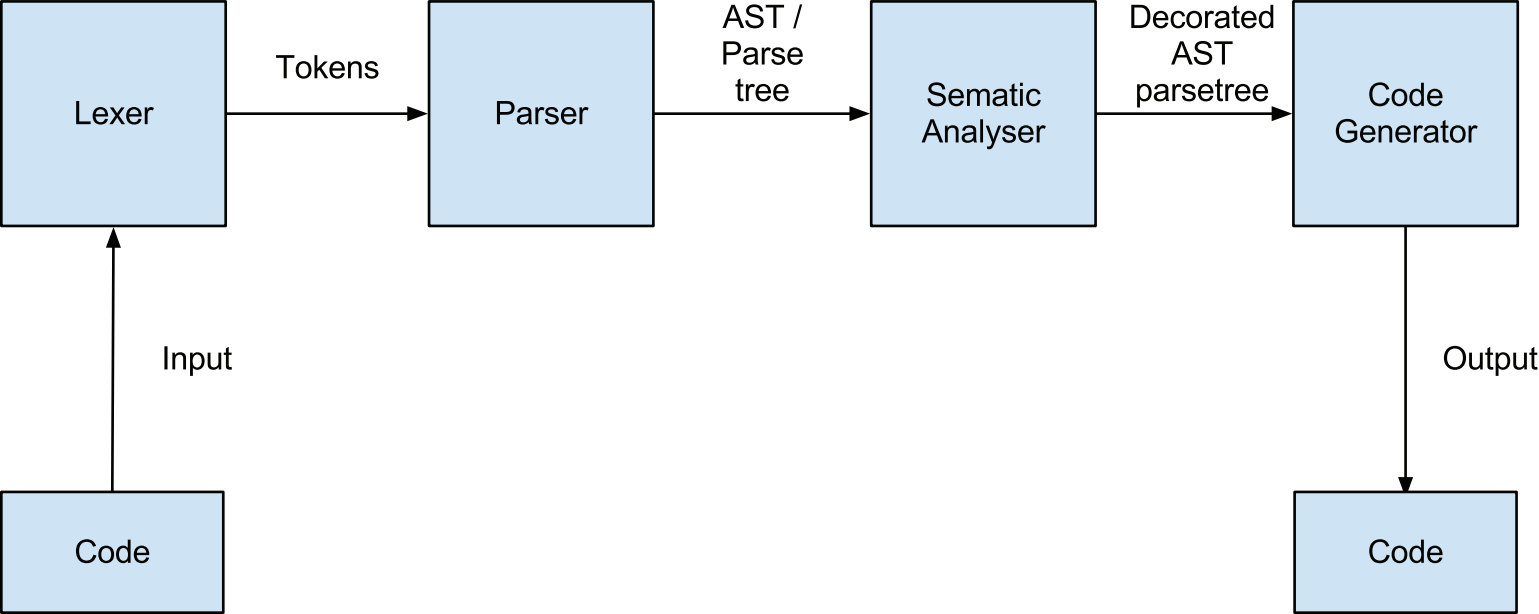 Lexer
Tokens
Parser
AST /
Parse
tree
Sematic
Analyser
Decorated
AST
parsetree
Code
Generator
Input
Output
Code
Code